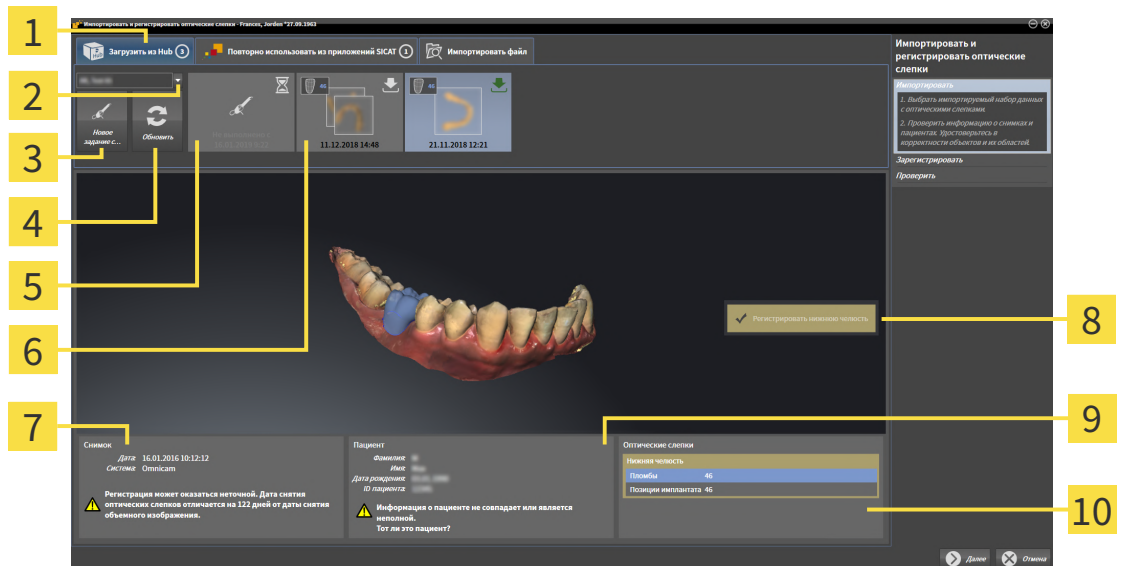 Импортировать и регистрировать оптические слепки - Frances, Jorden *27.09.1963
1
2
3
4
5
6
7
8
9
10
Загрузить из Hub 3
Повторно использовать из приложений SICAT 1
Импортировать файл
Новое
задание с...
Обновить
46
11.12.2018 14:48
46
21.11.2018 12:21
Импортировать и
регистрировать оптические
слепки
Импортировать
1. Выбрать импортируемый набор данных
с оптическими слепками.
2. Проверить информацию о снимках и
пациентах. Удостоверьтесь в
корректности объектов и их областей.
Зарегистрировать
Проверить
Регистрировать нижнюю челюсть
Снимок
Дата: 16.01.2016 10:12:12
Система: Omnicam
Регистрация может оказаться неточной. Дата снятия
оптических слепков отличается на 122 дней от даты снятия
объемного изображения.
Пациент
Фамилия:
Имя:
Дата рождения:
ID пациента:
Информация о пациенте не совпадает или является
неполной.
Тот ли это пациент?
Оптические слепки
Нижняя челюсть
Пломбы 46
Позиции имплантата 46
Далее
Отмена